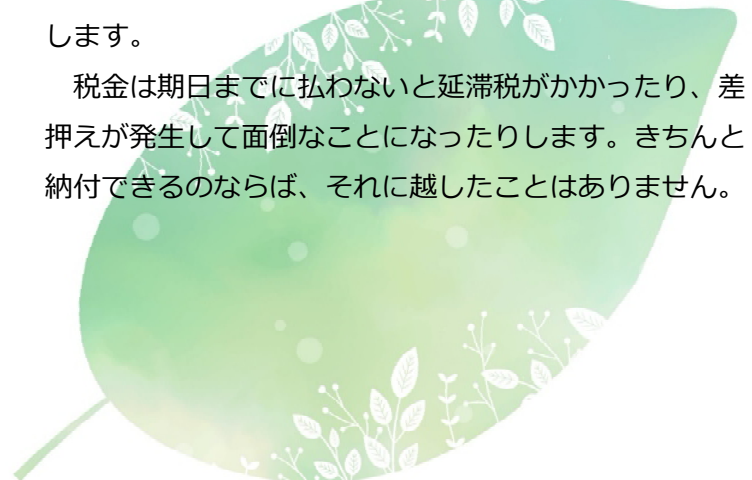 します。
　税金は期日までに払わないと延滞税がかかったり、差
押えが発生して面倒なことになったりします。きちんと
納付できるのならば、それに越したことはありません。